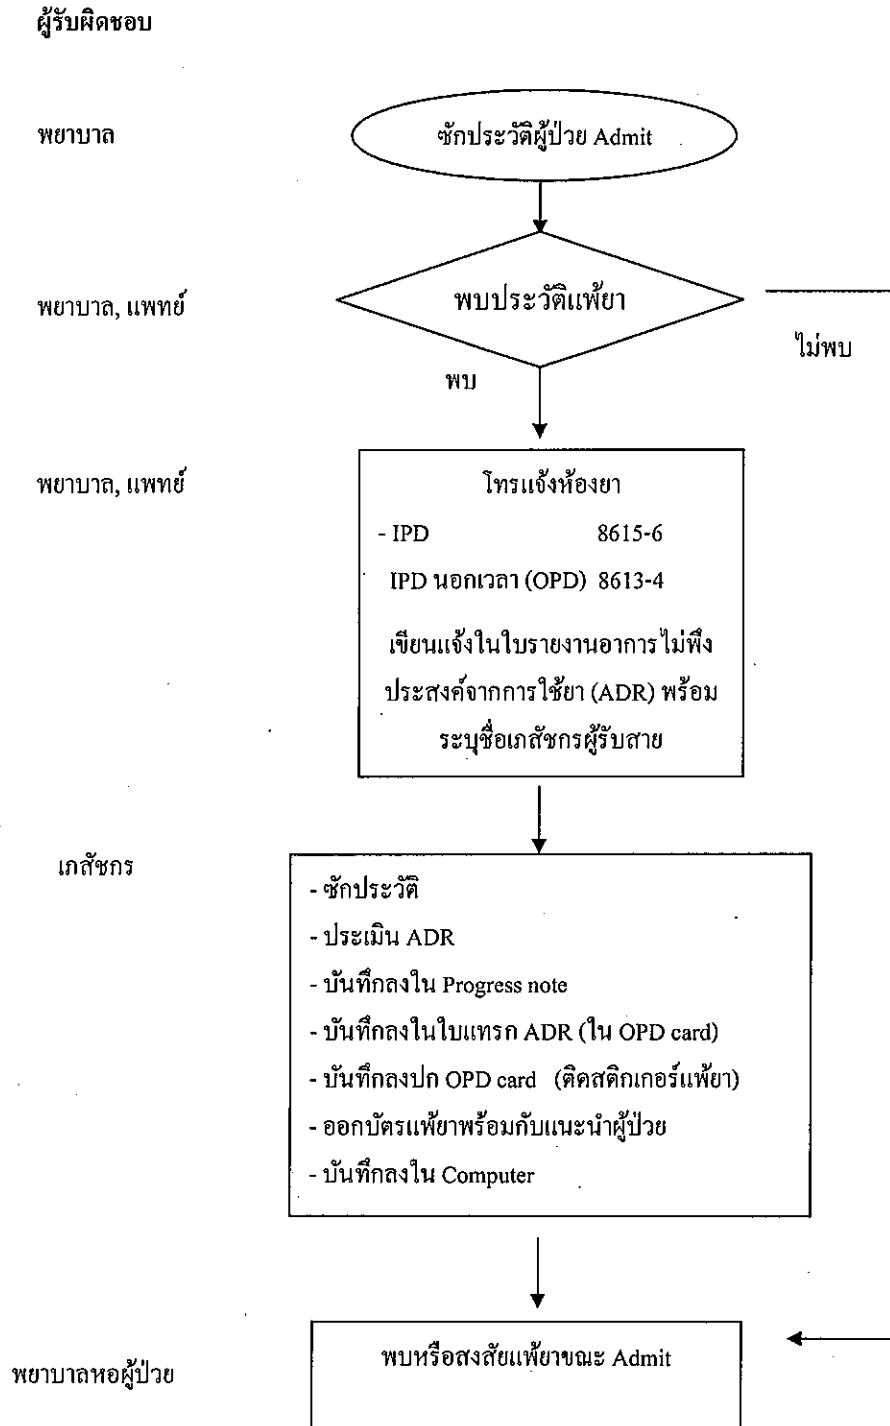 ผู้รับผิดชอบ
พยาบาล
ซักประวัติผู้ป่วย Admit
พยาบาล, แพทย์
พบประวัติแพ้ยา
ไม่พบ
พบ
พยาบาล, แพทย์
โทรแจ้งห้องยา
- IPD 8615-6
IPD นอกเวลา (OPD) 8613-4
เขียนแจ้งในใบรายงานอาการไม่พึง
ประสงค์จากการใช้ยา (ADR) พร้อม
ระบุชื่อเภสัชกรผู้รับสาย
เภสัชกร
- ซักประวัติ
- ประเมิน ADR
- บันทึกลงใน Progress note
- บันทึกลงในใบแทรก ADR (ใน OPD card)
- บันทึกลงปก OPD card (ติดสติกเกอร์แพ้ยา)
- ออกบัตรแพ้ยาพร้อมกับแนะนำผู้ป่วย
- บันทึกลงใน Computer
พยาบาลหอผู้ป่วย
พบหรือสงสัยแพ้ยาขณะ Admit